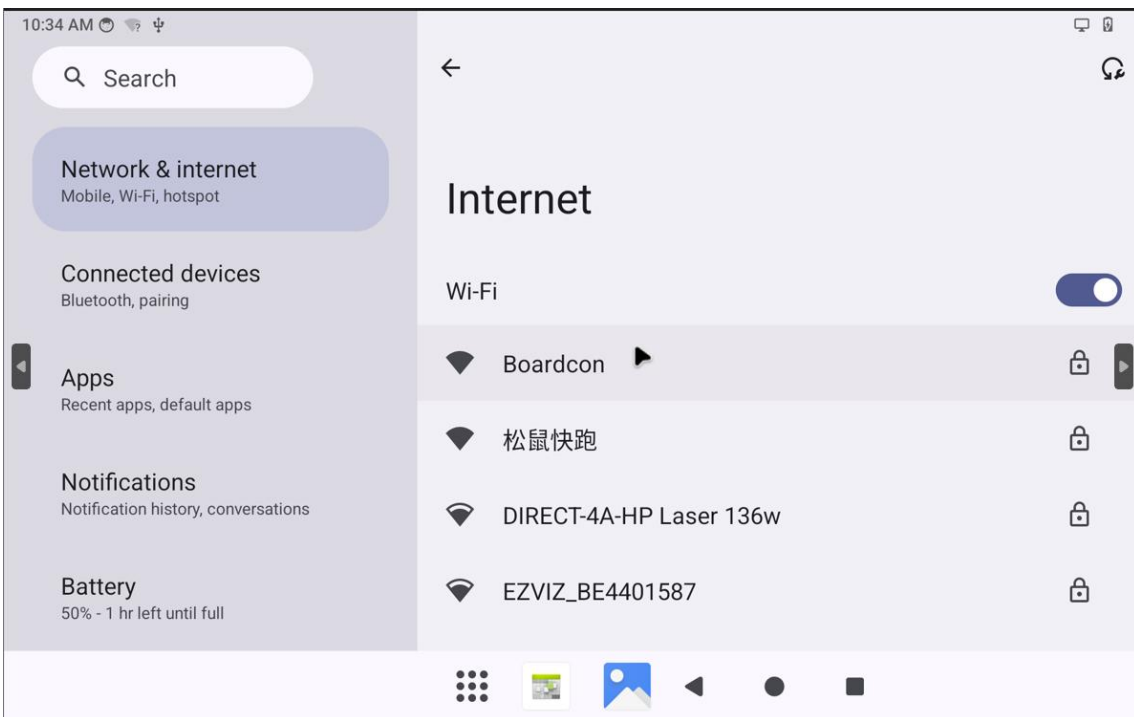 10:34 AM
Search
Network & internet
Mobile, Wi-Fi, hotspot
Connected devices
Bluetooth, pairing
Apps
Recent apps, default apps
Notifications
Notification history, conversations
Battery
50% - 1 hr left until full
Internet
Wi-Fi
Boardcon
松鼠快跑
DIRECT-4A-HP Laser 136w
EZVIZ_BE4401587